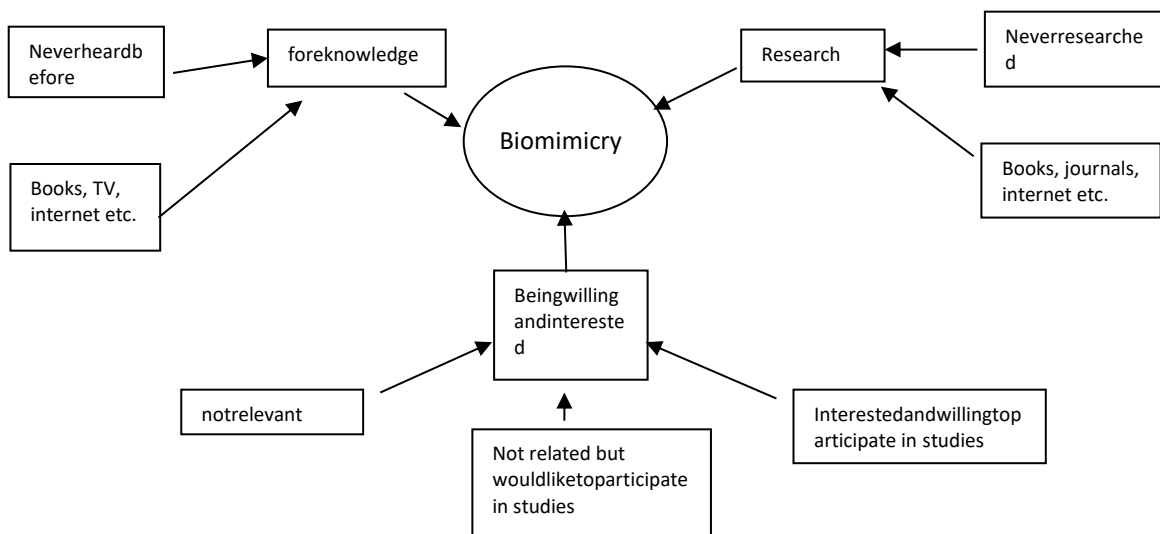 Neverheardb
efore
foreknowledge
Research
Neverresearche
d
Biomimicry
Books, TV,
internet etc.
Books, journals,
internet etc.
Beingwilling
andintereste
d
notrelevant
Interestedandwillingtop
articipate in studies
Not related but
wouldliketoparticipate
in studies